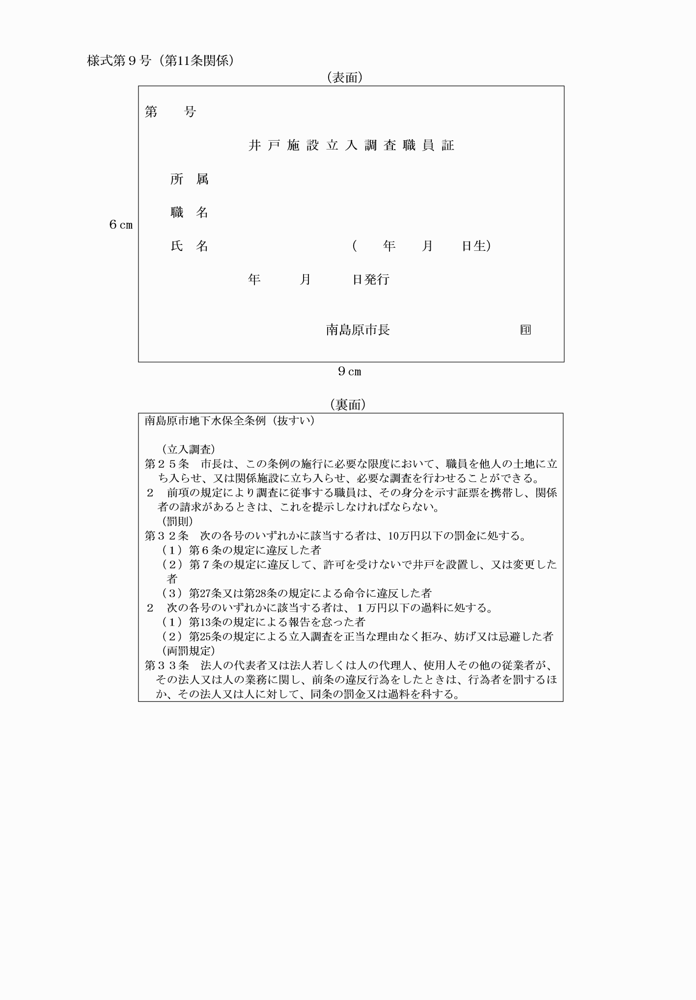 様式第９号（第11条関係）
（表面）
第　　号
井戸施設立入調査職員証
所　属
職　名
６cm
氏　名　　　　　　　　　　　（　　年　　月　　日生）
年　　　月　　　日発行
南島原市長　　　　　　　　　　㊞
９cm
（裏面）
南島原市地下水保全条例（抜すい）
（立入調査）
第２５条　市長は、この条例の施行に必要な限度において、職員を他人の土地に立
ち入らせ、又は関係施設に立ち入らせ、必要な調査を行わせることができる。
２　前項の規定により調査に従事する職員は、その身分を示す証票を携帯し、関係
者の請求があるときは、これを提示しなければならない。
（罰則）
第３２条　次の各号のいずれかに該当する者は、10万円以下の罰金に処する。
（１）第６条の規定に違反した者
（２）第７条の規定に違反して、許可を受けないで井戸を設置し、又は変更した
者
（３）第27条又は第28条の規定による命令に違反した者
２　次の各号のいずれかに該当する者は、１万円以下の過料に処する。
（１）第13条の規定による報告を怠った者
（２）第25条の規定による立入調査を正当な理由なく拒み、妨げ又は忌避した者
（両罰規定）
第３３条　法人の代表者又は法人若しくは人の代理人、使用人その他の従業者が、
その法人又は人の業務に関し、前条の違反行為をしたときは、行為者を罰するほ
か、その法人又は人に対して、同条の罰金又は過料を科する。